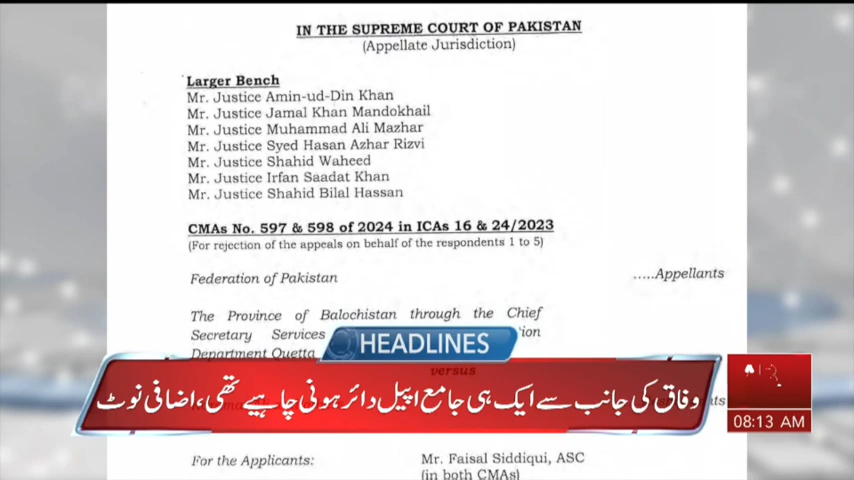 IN THE SUPREME COURT OF PAKISTAN
(Appellate Jurisdiction)
Larger Bench
Mr. Justice Amin-ud-Din Khan
Mr. Justice Jamal Khan Mandokhail
Mr. Justice Muhammad Ali Mazhar
Mr. Justice Syed Hasan Azhar Rizvi
Mr. Justice Shahid Waheed
Mr. Justice Irfan Saadat Khan
Mr. Justice Shahid Bilal Hassan
CMAs No. 597 & 598 of 2024 in ICAs 16 & 24/2023
(For rejection of the appeals on behalf of the respondents 1 to 5)
Federation of Pakistan .....Appellants
The Province of Balochistan through the Chief
Secretary Services
Department Quetta
HEADLINES
versus
وفاق کی جانب سے ایک ہی جامع اپیل دائر ہونی چاہیے تھی، اضافی نوٹ
08:13 AM
For the Applicants: Mr. Faisal Siddiqui, ASC
(in both CMAs)